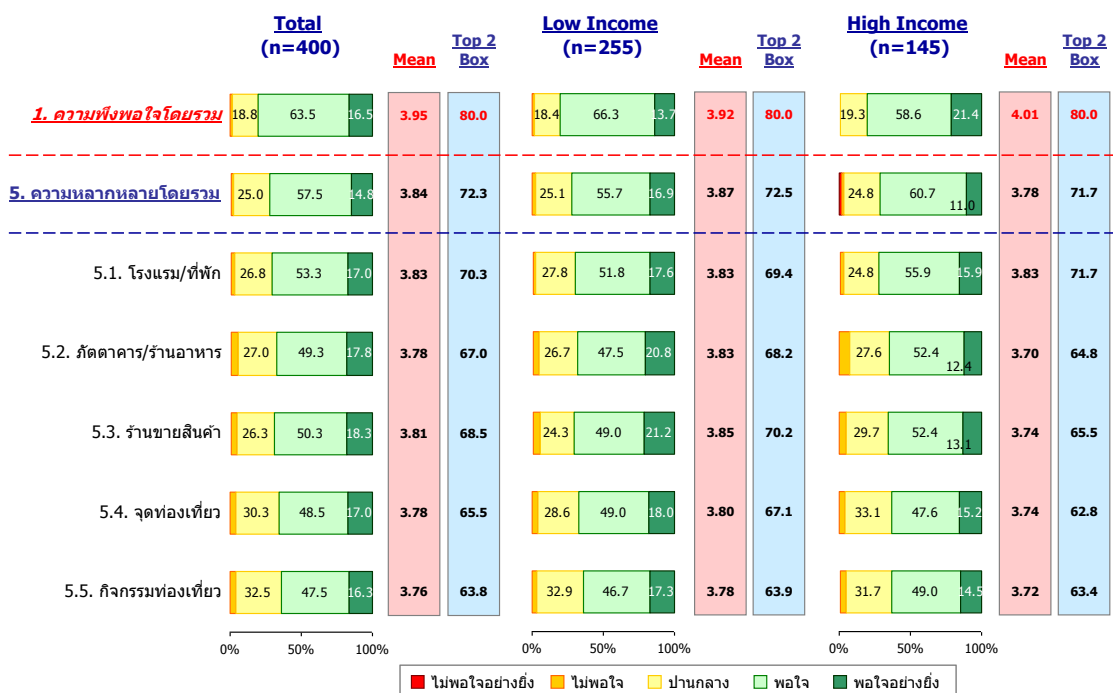 Total Low Income High Income
(n=400) Mean Top 2 Box (n=255) Mean Top 2 Box (n=145) Mean Top 2 Box
1. ความพึงพอใจโดยรวม 18.8 63.5 16.5 3.95 80.0 18.4 66.3 13.7 3.92 80.0 19.3 58.6 21.4 4.01 80.0
5. ความหลากหลายโดยรวม 25.0 57.5 14.8 3.84 72.3 25.1 55.7 16.9 3.87 72.5 24.8 60.7 11.0 3.78 71.7
5.1. โรงแรม/ที่พัก 26.8 53.3 17.0 3.83 70.3 27.8 51.8 17.6 3.83 69.4 24.8 55.9 15.9 3.83 71.7
5.2. ภัตตาคาร/ร้านอาหาร 27.0 49.3 17.8 3.78 67.0 26.7 47.5 20.8 3.83 68.2 27.6 52.4 12.4 3.70 64.8
5.3. ร้านขายสินค้า 26.3 50.3 18.3 3.81 68.5 24.3 49.0 21.2 3.85 70.2 29.7 52.4 13.1 3.74 65.5
5.4. จุดท่องเที่ยว 30.3 48.5 17.0 3.78 65.5 28.6 49.0 18.0 3.80 67.1 33.1 47.6 15.2 3.74 62.8
5.5. กิจกรรมท่องเที่ยว 32.5 47.5 16.3 3.76 63.8 32.9 46.7 17.3 3.78 63.9 31.7 49.0 14.5 3.72 63.4
0% 50% 100% 0% 50% 100% 0% 50% 100%
ไม่พอใจอย่างยิ่ง ไม่พอใจ ปานกลาง พอใจ พอใจอย่างยิ่ง